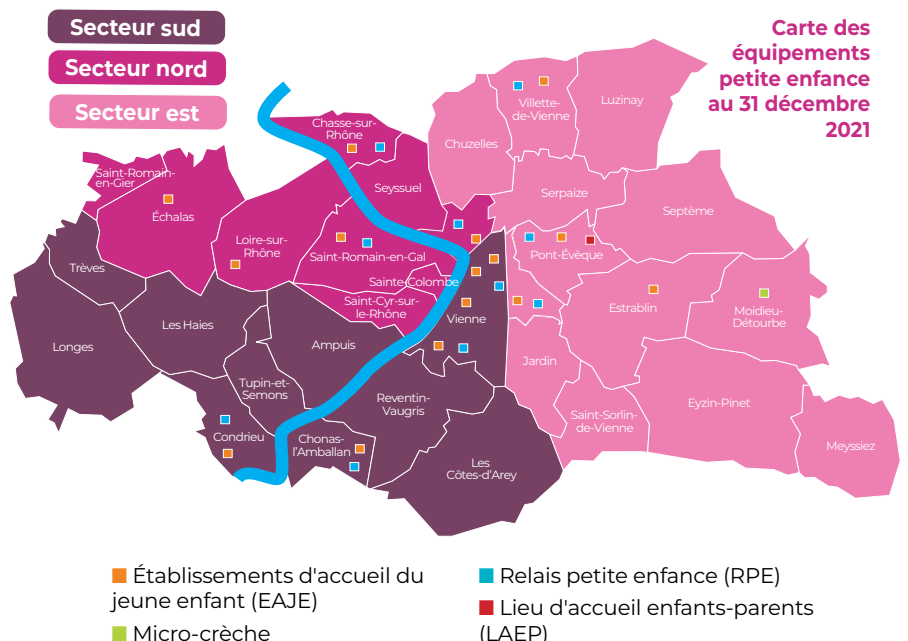 Secteur sud
Secteur nord
Secteur est
Carte des
équipements
petite enfance
au 31 décembre
2021
Chasse-sur-
Rhône
Villette-
de-Vienne
Luzinay
Chuzelles
Saint-Romain-
en-Gier
Seyssuel
Serpaize
Échalas
Septème
Loire-sur-
Rhône
Saint-Romain-en-Gal
Pont-Évèque
Trèves
Sainte-Colombe
Saint-Cyr-sur-
le-Rhône
Vienne
Estrablin
Moidieu-
Détourbe
Longes
Les Haies
Ampuis
Jardin
Tupin-et-
Semons
Reventin-
Vaugris
Eyzin-Pinet
Saint-Sorlin-
de-Vienne
Condrieu
Chonas-
l'Amballan
Meyssiez
Les
Côtes-d'Arey
Établissements d'accueil du
jeune enfant (EAJE)
Micro-crèche
Relais petite enfance (RPE)
Lieu d'accueil enfants-parents
(LAEP)